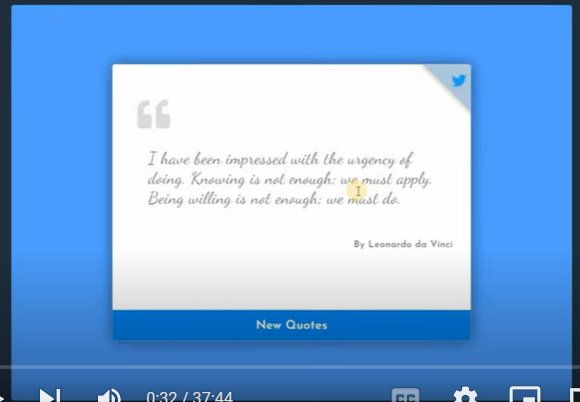 I have been impressed with the urgency of
doing. Knowing is not enough; we must apply.
Being willing is not enough; we must do.
By Leonardo da Vinci
New Quotes
0:32 / 37:44
CC